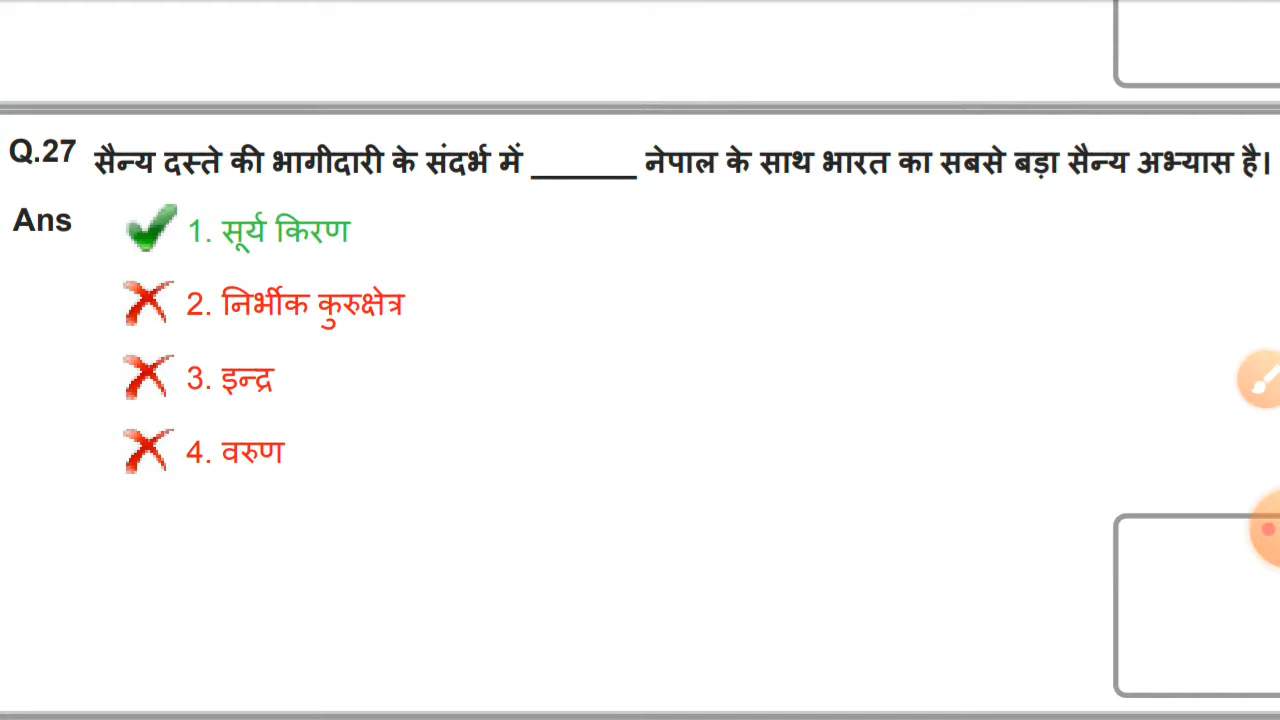 Q.27 सैन्य दस्ते की भागीदारी के संदर्भ में _______ नेपाल के साथ भारत का सबसे बड़ा सैन्य अभ्यास है।
Ans 1. सूर्य किरण
2. निर्भीक कुरुक्षेत्र
3. इन्द्र
4. वरुण